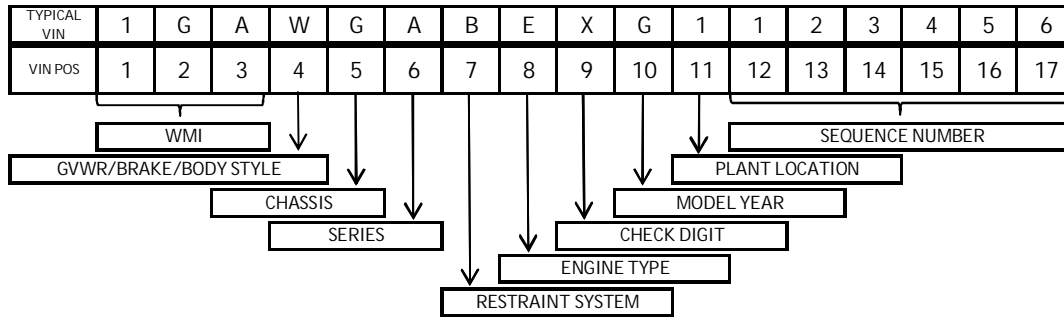 TYPICAL VIN 1 G A W G A B E X G 1 1 2 3 4 5 6
VIN POS 1 2 3 4 5 6 7 8 9 10 11 12 13 14 15 16 17
WMI SEQUENCE NUMBER
GVWR/BRAKE/BODY STYLE PLANT LOCATION
CHASSIS MODEL YEAR
SERIES CHECK DIGIT
ENGINE TYPE
RESTRAINT SYSTEM